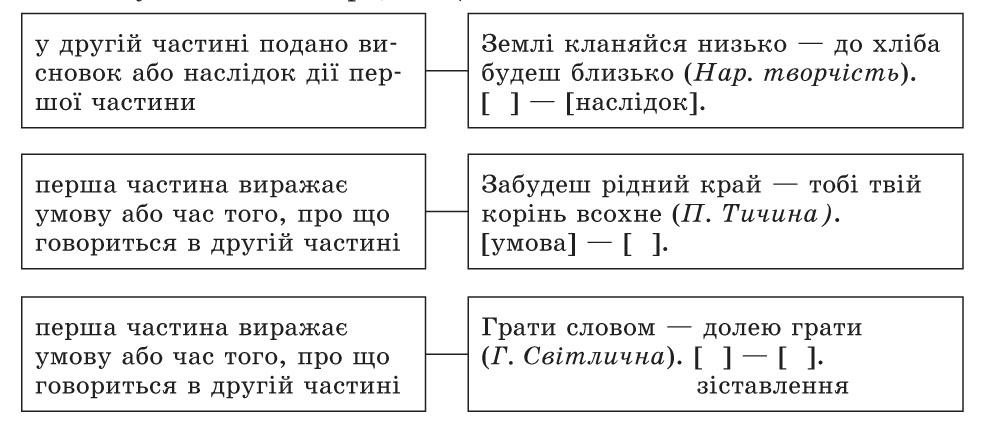 у другій частині подано ви-
сновок або наслідок дії пер-
шої частини
Землі кланяйся низько — до хліба
будеш близько (Нар. творчість).
[ ] — [наслідок].
перша частина виражає
умову або час того, про що
говориться в другій частині
Забудеш рідний край — тобі твій
корінь всохне (П. Тичина).
[умова] — [ ].
перша частина виражає
умову або час того, про що
говориться в другій частині
Грати словом — долею грати
(Г. Світлична). [ ] — [ ].
зіставлення